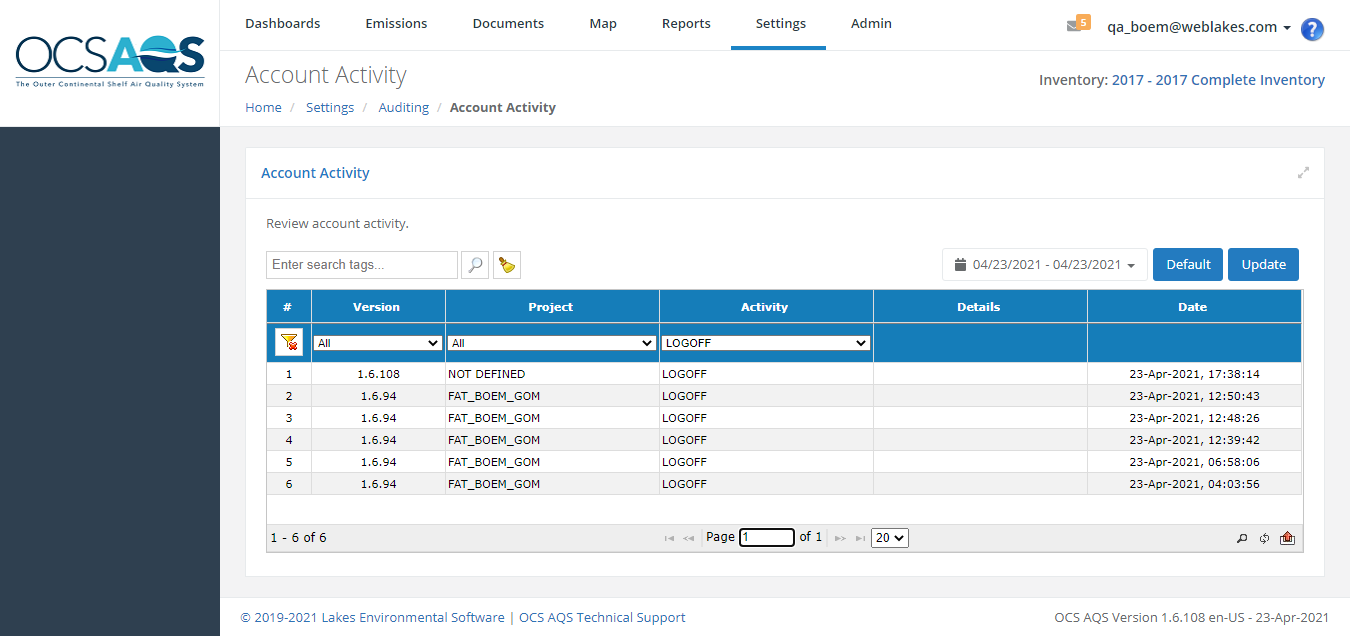 Dashboards Emissions Documents Map Reports Settings Admin 5 qa_boem@weblakes.com ?
OCSAQS
The Outer Continental Shelf Air Quality System
Account Activity
Inventory: 2017 - 2017 Complete Inventory
Home / Settings / Auditing / Account Activity
Account Activity
Review account activity.
Enter search tags... 04/23/2021 - 04/23/2021 Default Update
# Version Project Activity Details Date
All All LOGOFF
1 1.6.108 NOT DEFINED LOGOFF 23-Apr-2021, 17:38:14
2 1.6.94 FAT_BOEM_GOM LOGOFF 23-Apr-2021, 12:50:43
3 1.6.94 FAT_BOEM_GOM LOGOFF 23-Apr-2021, 12:48:26
4 1.6.94 FAT_BOEM_GOM LOGOFF 23-Apr-2021, 12:39:42
5 1.6.94 FAT_BOEM_GOM LOGOFF 23-Apr-2021, 06:58:06
6 1.6.94 FAT_BOEM_GOM LOGOFF 23-Apr-2021, 04:03:56
1 - 6 of 6 Page 1 of 1 20
© 2019-2021 Lakes Environmental Software | OCS AQS Technical Support OCS AQS Version 1.6.108 en-US - 23-Apr-2021